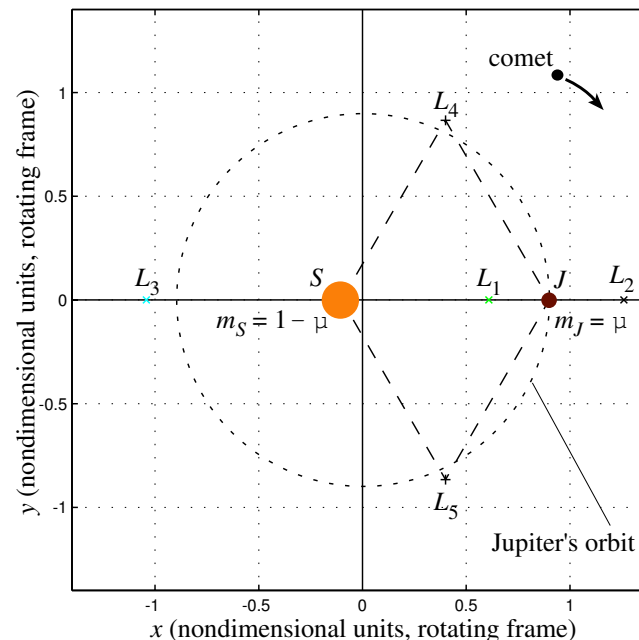 comet
1
L4
0.5
L3
S
L1
J
L2
0
mS = 1 – μ
mJ = μ
-0.5
L5
-1
Jupiter's orbit
-1
-0.5
0
0.5
1
x (nondimensional units, rotating frame)
y (nondimensional units, rotating frame)